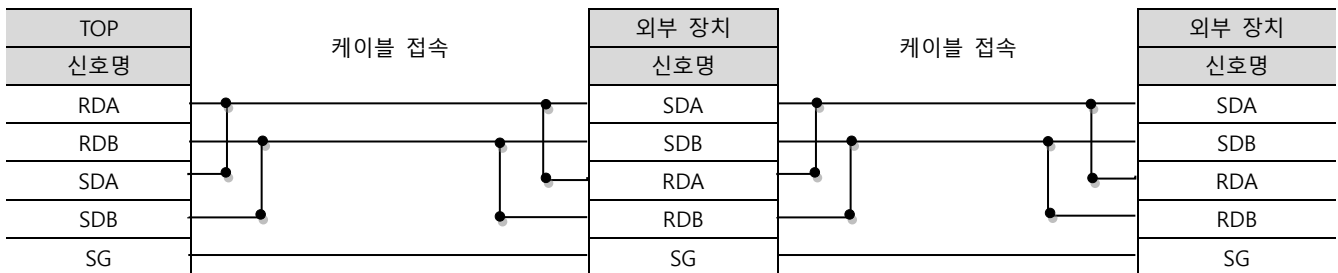 TOP 케이블 접속 외부 장치 케이블 접속 외부 장치
신호명 신호명 신호명
RDA SDA SDA
RDB SDB SDB
SDA RDA RDA
SDB RDB RDB
SG SG SG